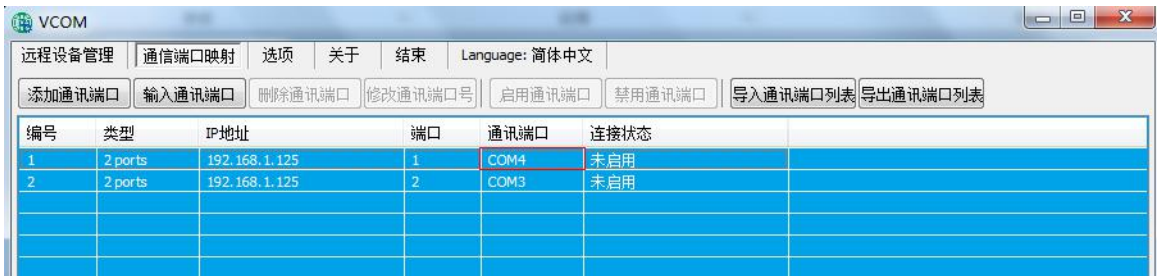 VCOM
远程设备管理 通信端口映射 选项 关于 结束 Language: 简体中文
添加通讯端口 输入通讯端口 删除通讯端口 修改通讯端口号 启用通讯端口 禁用通讯端口 导入通讯端口列表 导出通讯端口列表
编号 类型 IP地址 端口 通讯端口 连接状态
1 2 ports 192.168.1.125 1 COM4 未启用
2 2 ports 192.168.1.125 2 COM3 未启用